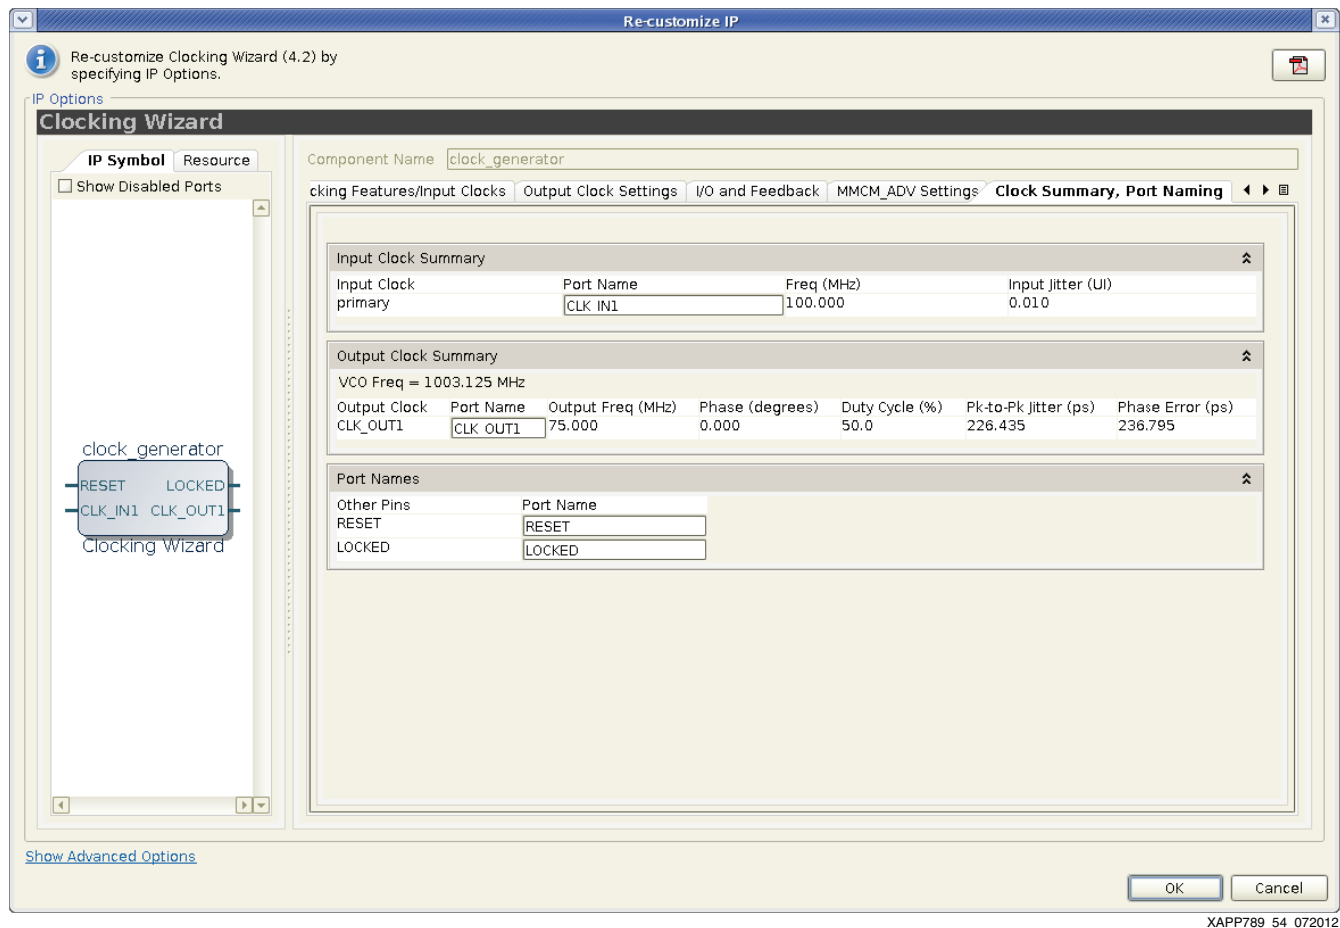 Re-customize IP
Re-customize Clocking Wizard (4.2) by
specifying IP Options.
IP Options
Clocking Wizard
IP Symbol Resource
Show Disabled Ports
clock_generator
RESET LOCKED
CLK_IN1 CLK_OUT1
Clocking Wizard
Component Name clock_generator
cking Features/Input Clocks Output Clock Settings I/O and Feedback MMCM_ADV Settings Clock Summary, Port Naming
Input Clock Summary
Input Clock Port Name Freq (MHz) Input Jitter (UI)
primary CLK_IN1 100.000 0.010
Output Clock Summary
VCO Freq = 1003.125 MHz
Output Clock Port Name Output Freq (MHz) Phase (degrees) Duty Cycle (%) Pk-to-Pk Jitter (ps) Phase Error (ps)
CLK_OUT1 CLK_OUT1 75.000 0.000 50.0 226.435 236.795
Port Names
Other Pins Port Name
RESET RESET
LOCKED LOCKED
Show Advanced Options
OK Cancel
XAPP789_54_072012